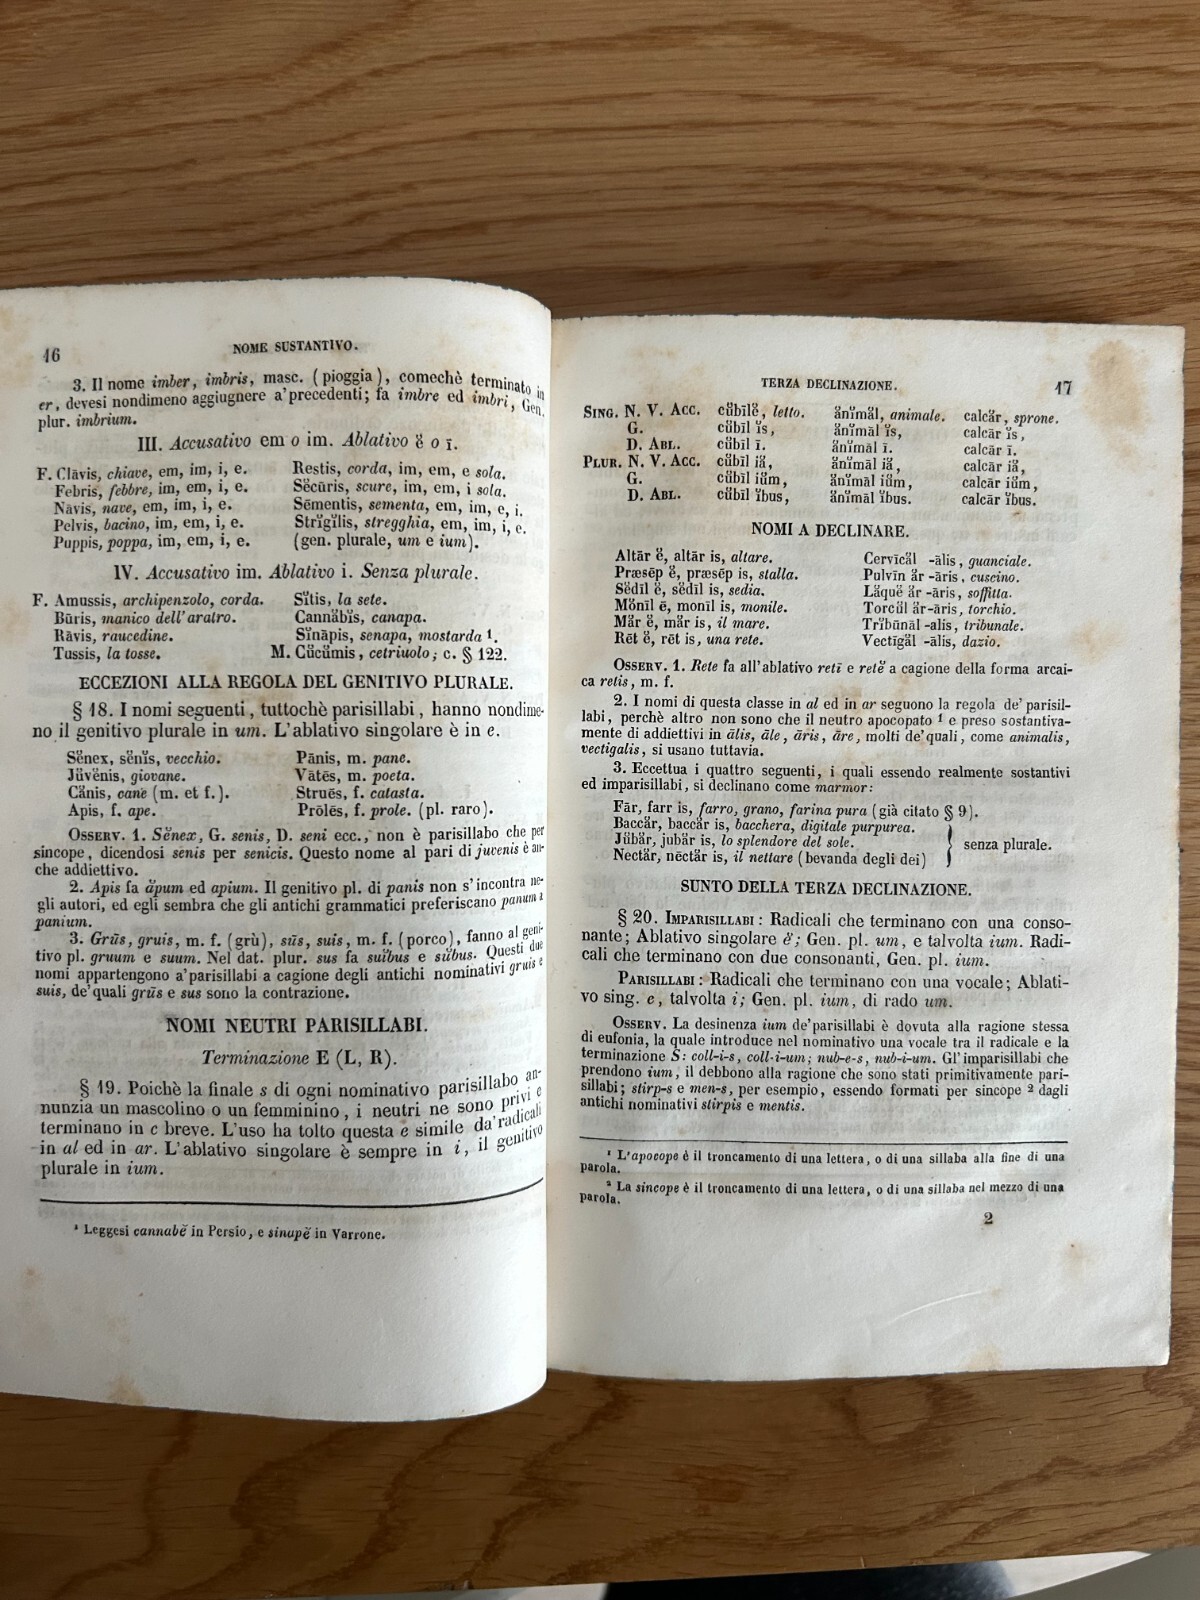 16
NOME SUSTANTIVO.
3. Il nome imber, imbris, masc. (pioggia), comechè terminato in
er, devesi nondimeno aggiugnere a'precedenti; fa imbre ed imbri, Gen.
plur. imbrium.
III. Accusativo em o im. Ablativo ĕ o ī.
F. Clāvis, chiave, em, im, i, e.
Febris, febbre, im, em, i, e.
Nāvis, nave, em, im, i, e.
Pelvis, bacino, im, em, i, e.
Puppis, poppa, im, em, i, e.
Restis, corda, im, em, e sola.
Sĕcūris, scure, im, em, i sola.
Sēmentis, sementa, em, im, e, i.
Strĭgĭlis, stregghia, em, im, i, e.
(gen. plurale, um e ium).
IV. Accusativo im. Ablativo i. Senza plurale.
F. Amussis, archipenzolo, corda.
Būris, manico dell'aratro.
Rāvis, raucedine.
Tussis, la tosse.
Sĭtis, la sete.
Cannăbis, canapa.
Sĭnāpis, senapa, mostarda ¹.
M. Cŭcŭmis, cetriuolo; c. § 122.
ECCEZIONI ALLA REGOLA DEL GENITIVO PLURALE.
§ 18. I nomi seguenti, tuttochè parisillabi, hanno nondime-
no il genitivo plurale in um. L'ablativo singolare è in e.
Sĕnex, sĕnis, vecchio.
Jŭvĕnis, giovane.
Cănis, cane (m. et f.).
Apis, f. ape.
Pānis, m. pane.
Vātēs, m. poeta.
Struēs, f. catasta.
Prōlēs, f. prole. (pl. raro).
OSSERV. 1. Sĕnex, G. senis, D. seni ecc., non è parisillabo che per
sincope, dicendosi senis per senicis. Questo nome al pari di juvenis è an-
che addiettivo.
2. Apis fa ăpum ed apium. Il genitivo pl. di panis non s'incontra ne-
gli autori, ed egli sembra che gli antichi grammatici preferiscano panum a
panium.
3. Grūs, gruis, m. f. (grù), sūs, suis, m. f. (porco), fanno al geni-
tivo pl. gruum e suum. Nel dat. plur. sus fa suĭbus e sŭbus. Questi due
nomi appartengono a'parisillabi a cagione degli antichi nominativi gruis e
suis, de'quali grūs e sus sono la contrazione.
NOMI NEUTRI PARISILLABI.
Terminazione E (L, R).
§ 19. Poichè la finale s di ogni nominativo parisillabo an-
nunzia un mascolino o un femminino, i neutri ne sono privi e
terminano in e breve. L'uso ha tolto questa e simile da'radicali
in al ed in ar. L'ablativo singolare è sempre in i, il genitivo
plurale in ium.
¹ Leggesi cannabĕ in Persio, e sinapĕ in Varrone.
TERZA DECLINAZIONE.
17
SING. N. V. ACC. cŭbīlĕ, letto. ănĭmăl, animale. calcăr, sprone.
G. cŭbīl ĭs, ănĭmāl ĭs, calcār ĭs,
D. ABL. cŭbīl ī. ănĭmāl ī. calcār ī.
PLUR. N. V. ACC. cŭbīl iă, ănĭmāl iă, calcār iă,
G. cŭbīl iŭm, ănĭmāl iŭm, calcār iŭm,
D. ABL. cŭbīl ĭbus. ănĭmāl ĭbus. calcār ĭbus.
NOMI A DECLINARE.
Altār ĕ, altār is, altare.
Præsēp ĕ, præsēp is, stalla.
Sĕdīl ĕ, sĕdīl is, sedia.
Mŏnīl ĕ, monīl is, monile.
Măr ĕ, măr is, il mare.
Rēt ĕ, rēt is, una rete.
Cervīcăl -ālis, guanciale.
Pulvīn ăr -āris, cuscino.
Lăquĕ ăr -āris, soffitta.
Torcŭl ăr-āris, torchio.
Trĭbūnăl -alis, tribunale.
Vectīgăl -ālis, dazio.
OSSERV. 1. Rete fa all'ablativo retī e retĕ a cagione della forma arcai-
ca retis, m. f.
2. I nomi di questa classe in al ed in ar seguono la regola de' parisil-
labi, perchè altro non sono che il neutro apocopato ¹ e preso sostantiva-
mente di addiettivi in ālis, āle, āris, āre, molti de'quali, come animalis,
vectigalis, si usano tuttavia.
3. Eccettua i quattro seguenti, i quali essendo realmente sostantivi
ed imparisillabi, si declinano come marmor:
Fār, farr is, farro, grano, farina pura (già citato § 9).
Baccăr, baccăr is, bacchera, digitale purpurea.
Jŭbăr, jubăr is, lo splendore del sole.
Nectăr, nēctăr is, il nettare (bevanda degli dei)
senza plurale.
SUNTO DELLA TERZA DECLINAZIONE.
§ 20. IMPARISILLABI: Radicali che terminano con una conso-
nante; Ablativo singolare ĕ; Gen. pl. um, e talvolta ium. Radi-
cali che terminano con due consonanti, Gen. pl. ium.
PARISILLABI: Radicali che terminano con una vocale; Ablati-
vo sing. e, talvolta i; Gen. pl. ium, di rado um.
OSSERV. La desinenza ium de'parisillabi è dovuta alla ragione stessa
di eufonia, la quale introduce nel nominativo una vocale tra il radicale e la
terminazione S: coll-i-s, coll-i-um; nub-e-s, nub-i-um. Gl'imparisillabi che
prendono ium, il debbono alla ragione che sono stati primitivamente pari-
sillabi; stirp-s e men-s, per esempio, essendo formati per sincope ² dagli
antichi nominativi stirpis e mentis.
¹ L'apocope è il troncamento di una lettera, o di una sillaba alla fine di una
parola.
² La sincope è il troncamento di una lettera, o di una sillaba nel mezzo di una
parola.
2